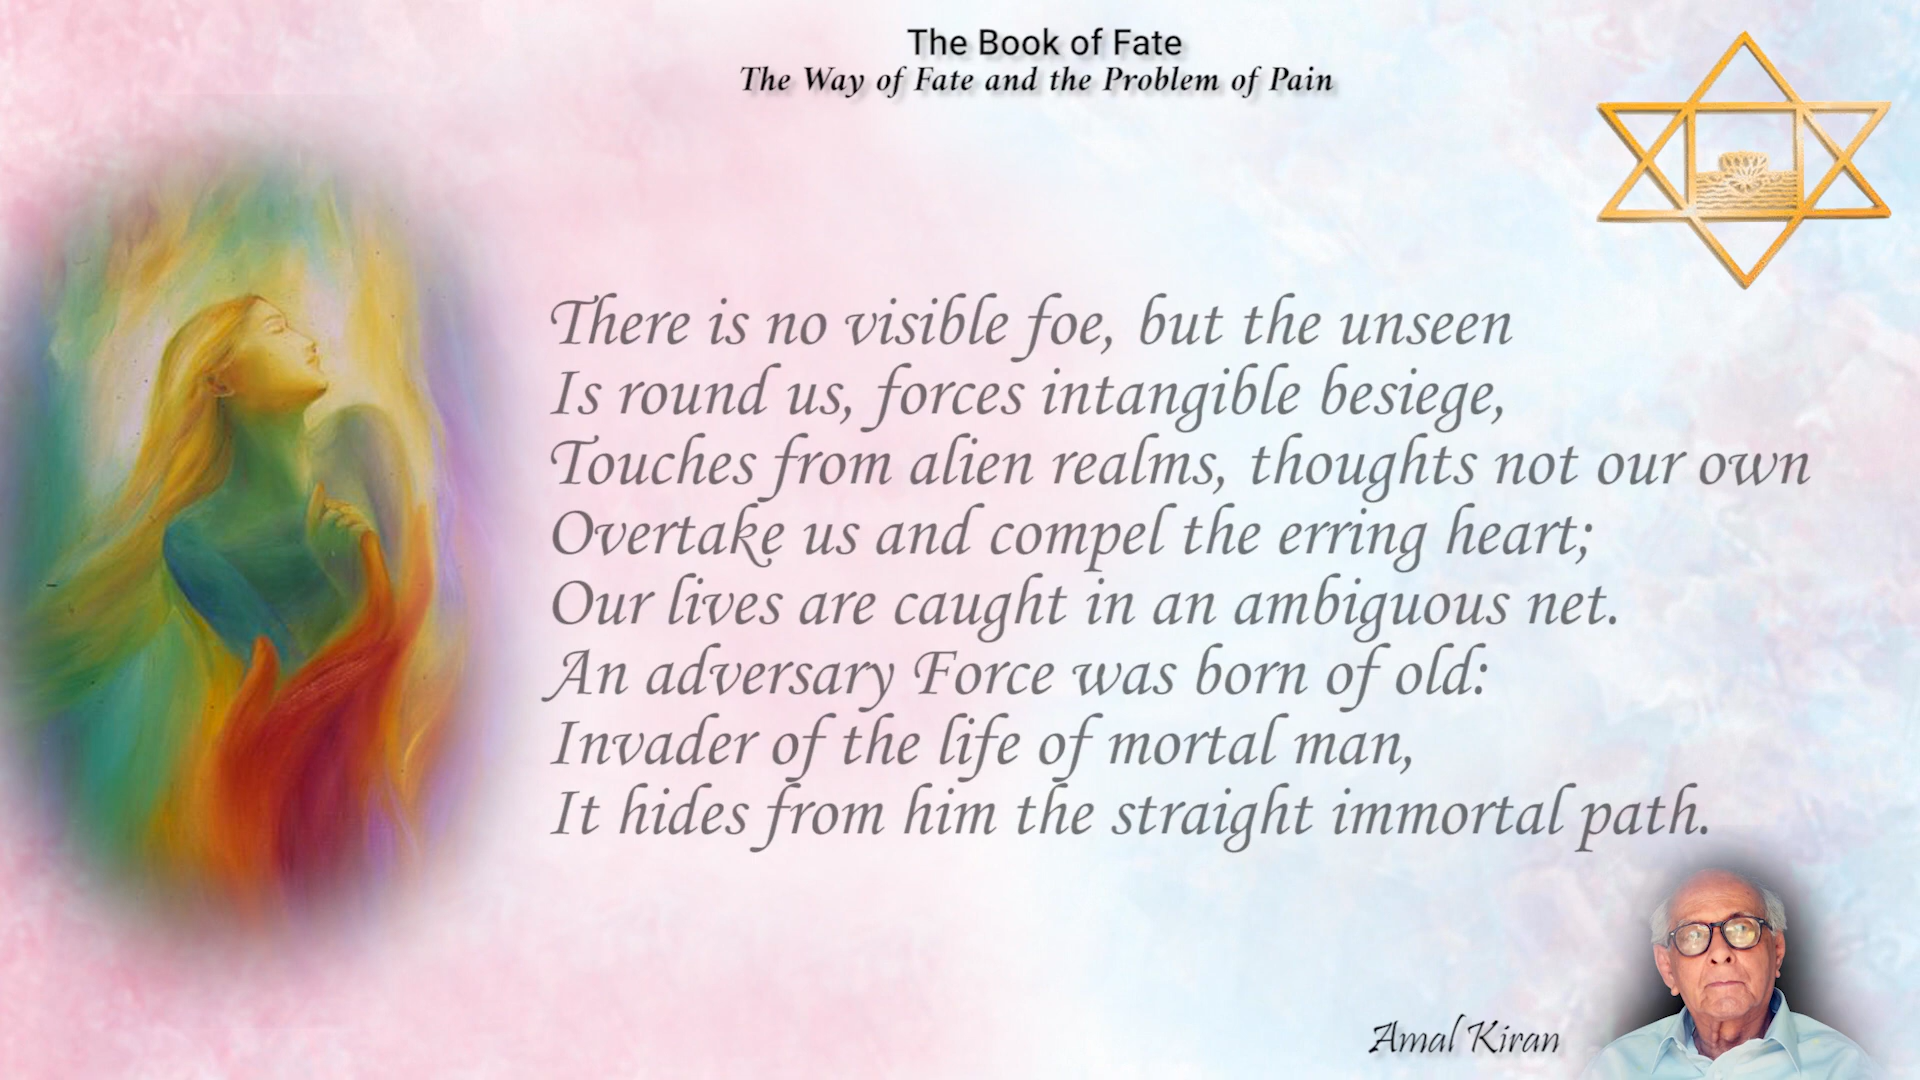 The Book of Fate
The Way of Fate and the Problem of Pain
There is no visible foe, but the unseen
Is round us, forces intangible besiege,
Touches from alien realms, thoughts not our own
Overtake us and compel the erring heart;
Our lives are caught in an ambiguous net.
An adversary Force was born of old:
Invader of the life of mortal man,
It hides from him the straight immortal path.
Amal Kiran